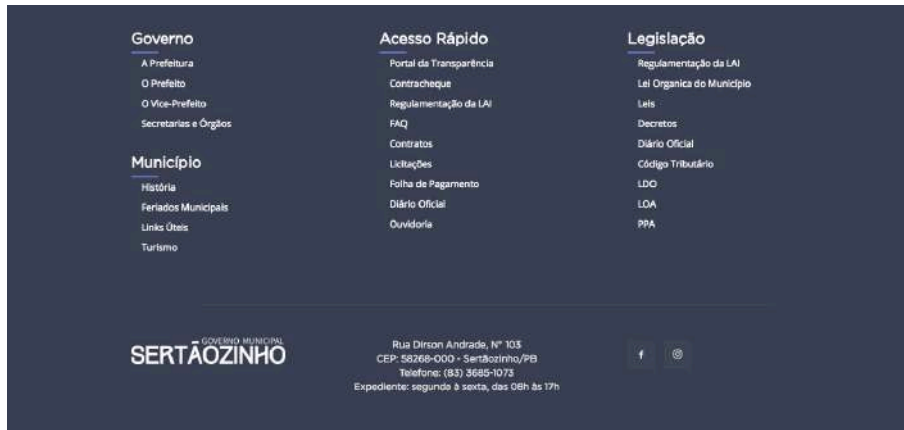 Governo
A Prefeitura
O Prefeito
O Vice-Prefeito
Secretarias e Órgãos
Município
História
Feriados Municipais
Links Úteis
Turismo
Acesso Rápido
Portal da Transparência
Contracheque
Regulamentação da LAI
FAQ
Contratos
Licitações
Folha de Pagamento
Diário Oficial
Ouvidoria
Legislação
Regulamentação da LAI
Lei Organica do Município
Leis
Decretos
Diário Oficial
Código Tributário
LDO
LOA
PPA
GOVERNO MUNICIPAL
SERTÃOZINHO
Rua Dirson Andrade, N° 103
CEP: 58268-000 - Sertãozinho/PB
Telefone: (83) 3685-1073
Expediente: segunda à sexta, das 08h às 17h